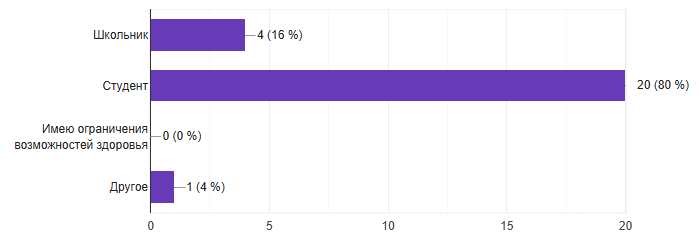 Школьник
4 (16 %)
Студент
20 (80 %)
Имею ограничения
возможностей здоровья
0 (0 %)
Другое
1 (4 %)
0
5
10
15
20